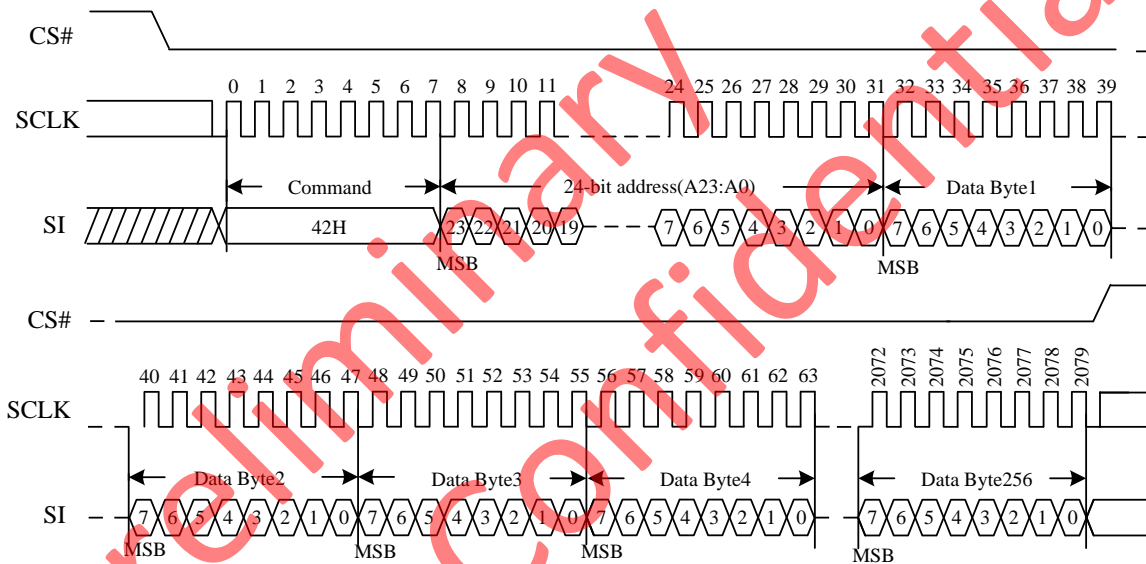 CS#
0 1 2 3 4 5 6 7 8 9 10 11 24 25 26 27 28 29 30 31 32 33 34 35 36 37 38 39
SCLK
Command 24-bit address(A23:A0) Data Byte1
SI 42H 23 22 21 20 19 7 6 5 4 3 2 1 0 7 6 5 4 3 2 1 0
MSB MSB
CS#
40 41 42 43 44 45 46 47 48 49 50 51 52 53 54 55 56 57 58 59 60 61 62 63 2072 2073 2074 2075 2076 2077 2078 2079
SCLK
Data Byte2 Data Byte3 Data Byte4 Data Byte256
SI 7 6 5 4 3 2 1 0 7 6 5 4 3 2 1 0 7 6 5 4 3 2 1 0 7 6 5 4 3 2 1 0
MSB MSB MSB MSB